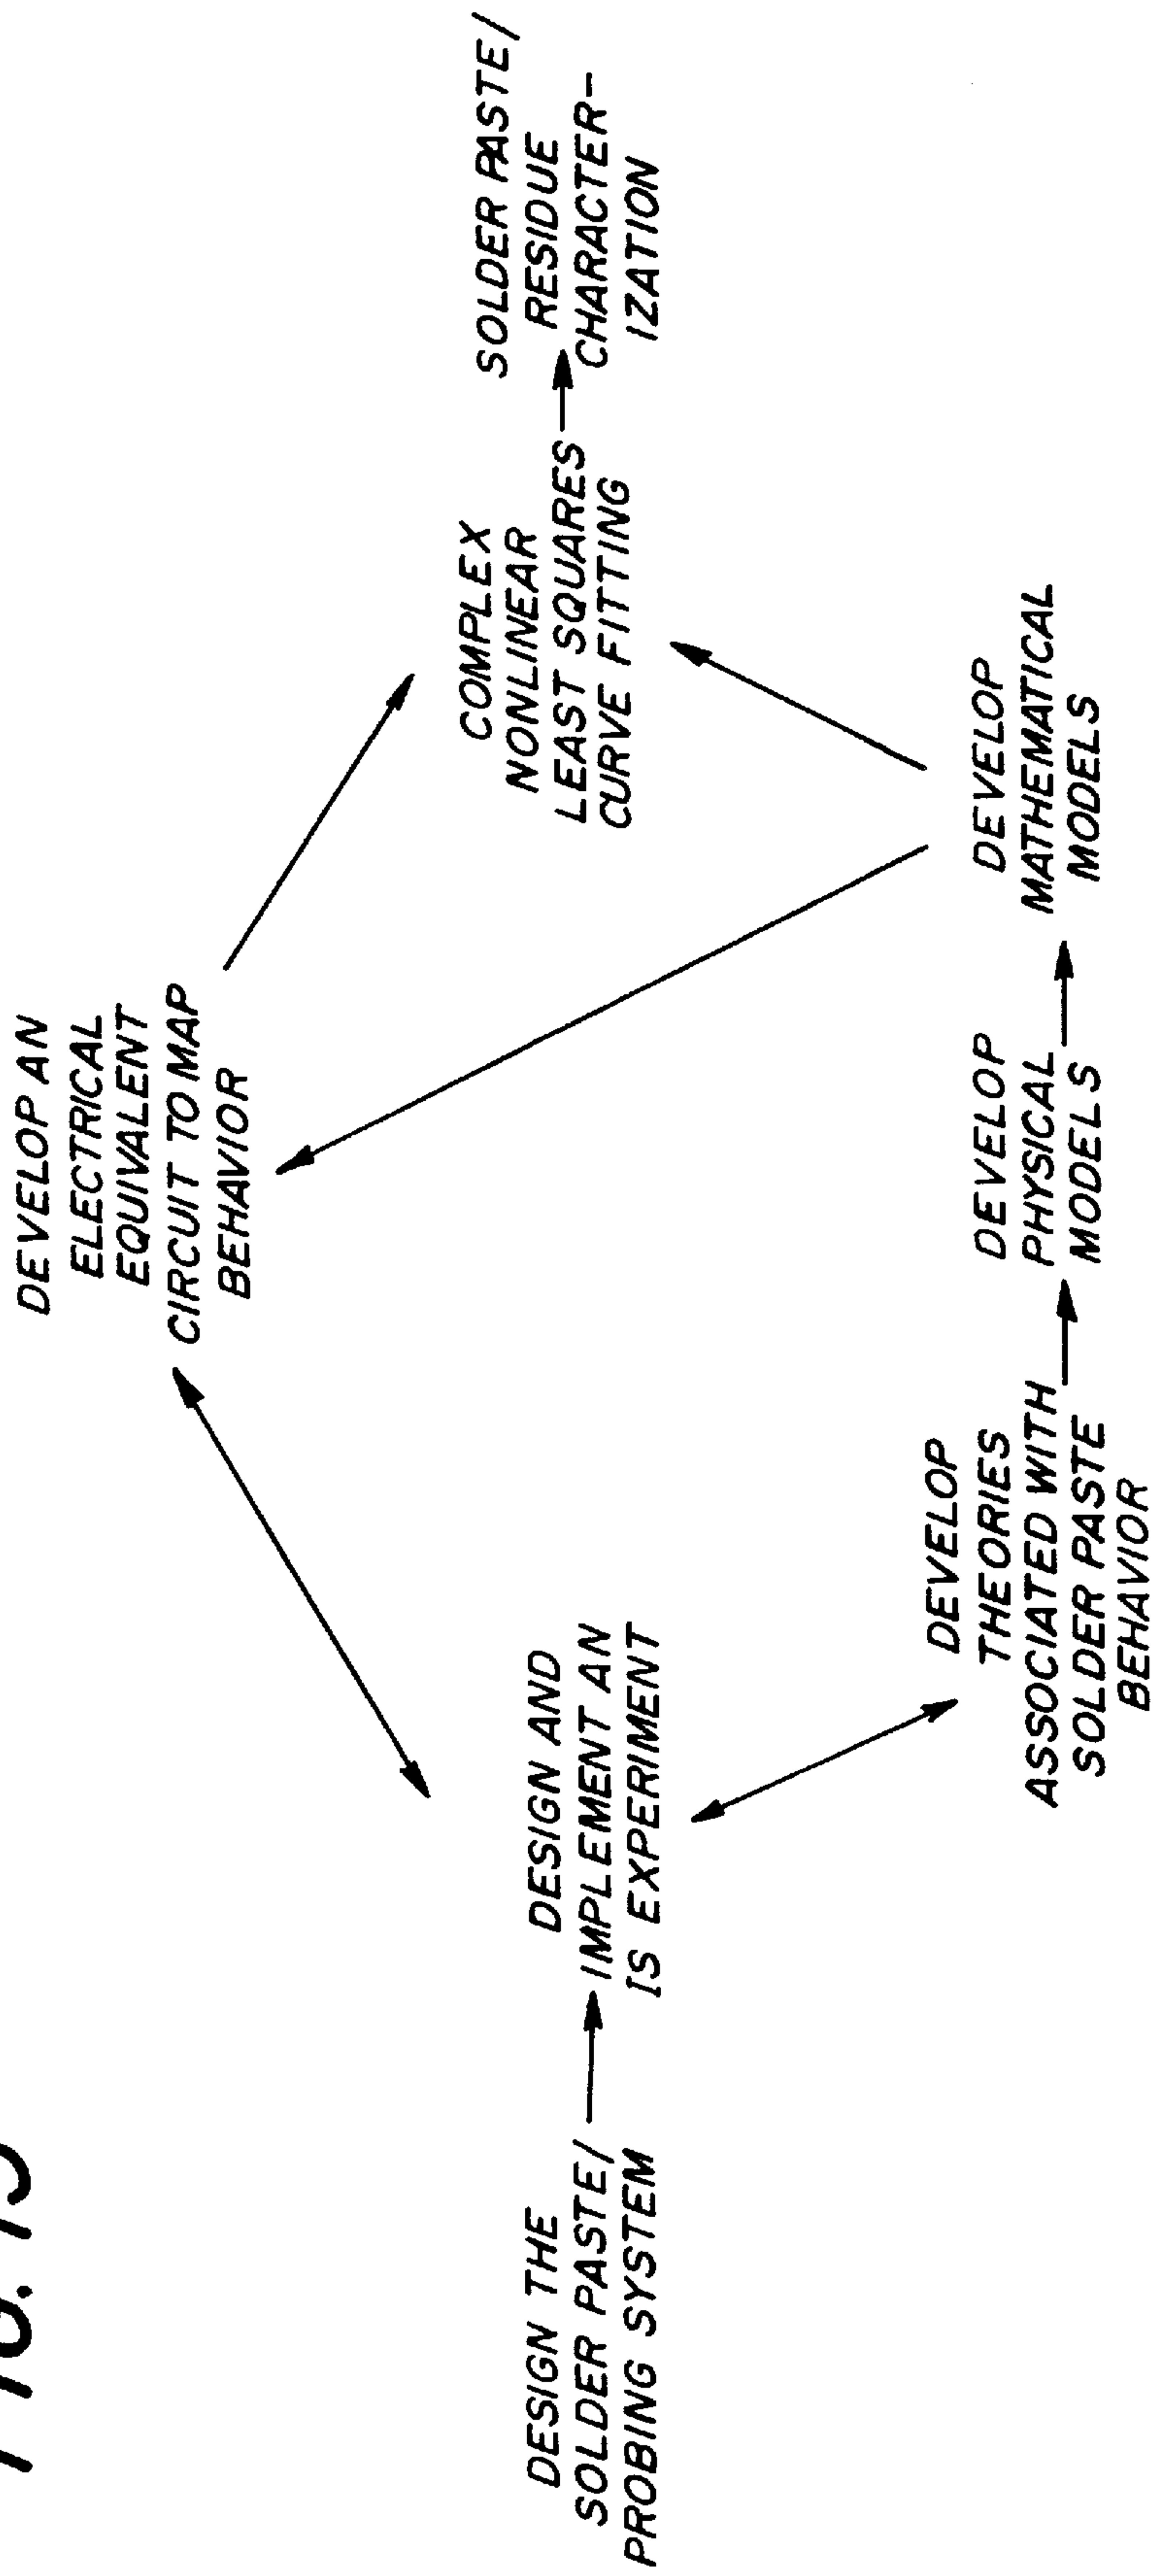 DESIGN THE
SOLDER PASTE/
PROBING SYSTEM
DESIGN AND
IMPLEMENT AN
IS EXPERIMENT
DEVELOP AN
ELECTRICAL
EQUIVALENT
CIRCUIT TO MAP
BEHAVIOR
DEVELOP
THEORIES
ASSOCIATED WITH
SOLDER PASTE
BEHAVIOR
DEVELOP
PHYSICAL
MODELS
DEVELOP
MATHEMATICAL
MODELS
COMPLEX
NONLINEAR
LEAST SQUARES
CURVE FITTING
SOLDER PASTE/
RESIDUE
CHARACTER-
IZATION